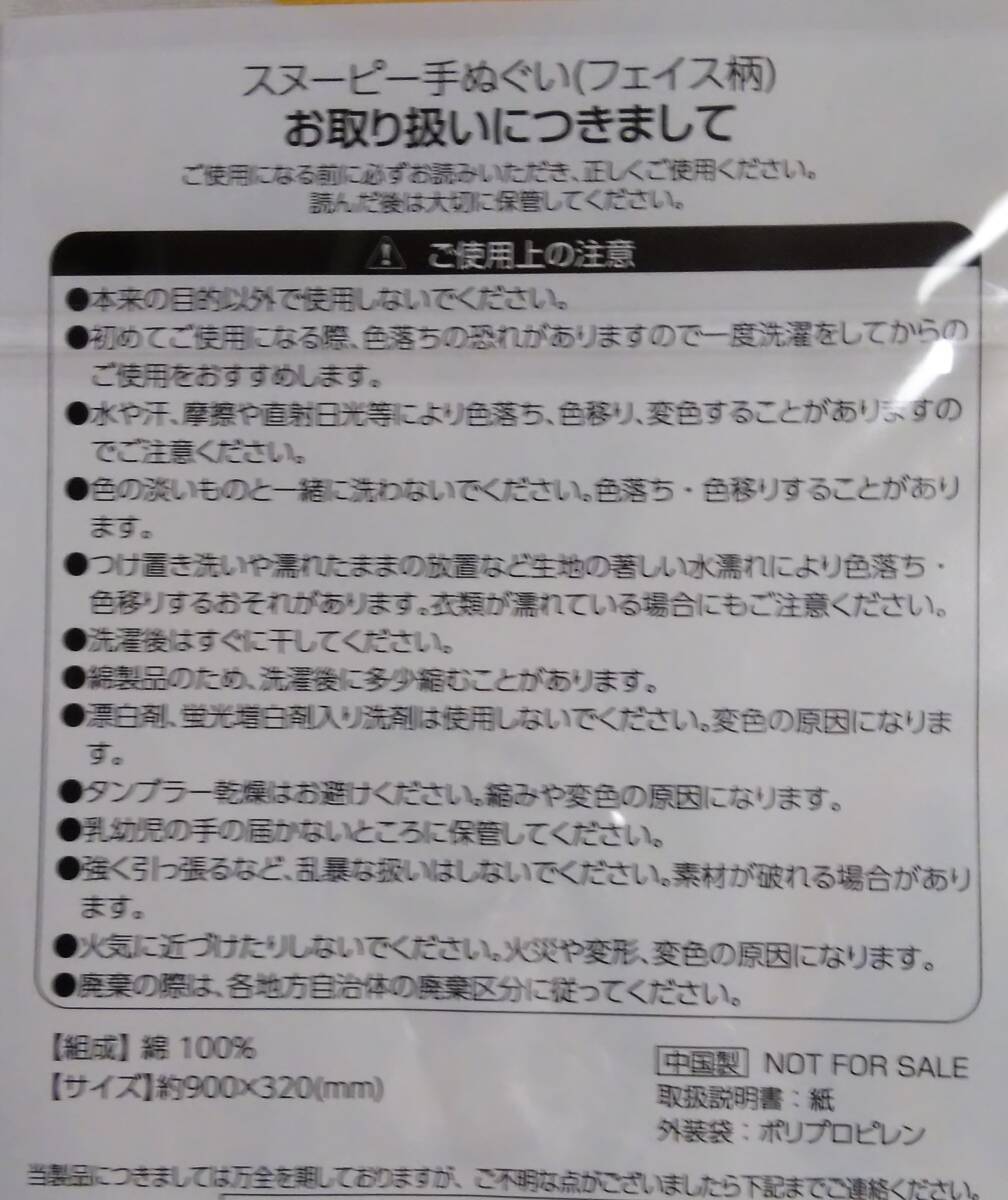 スヌーピー手ぬぐい(フェイス柄)
お取り扱いにつきまして
ご使用になる前に必ずお読みいただき、正しくご使用ください。
読んだ後は大切に保管してください。
ご使用上の注意
●本来の目的以外で使用しないでください。
●初めてご使用になる際、色落ちの恐れがありますので一度洗濯をしてからの
ご使用をおすすめします。
●水や汗、摩擦や直射日光等により色落ち、色移り、変色することがありますの
でご注意ください。
●色の淡いものと一緒に洗わないでください。色落ち・色移りすることがあり
ます。
●つけ置き洗いや濡れたままの放置など生地の著しい水濡れにより色落ち・
色移りするおそれがあります。衣類が濡れている場合にもご注意ください。
●洗濯後はすぐに干してください。
●綿製品のため、洗濯後に多少縮むことがあります。
●漂白剤、蛍光増白剤入り洗剤は使用しないでください。変色の原因になりま
す。
●タンブラー乾燥はお避けください。縮みや変色の原因になります。
●乳幼児の手の届かないところに保管してください。
●強く引っ張るなど、乱暴な扱いはしないでください。素材が破れる場合があり
ます。
●火気に近づけたりしないでください。火災や変形、変色の原因になります。
●廃棄の際は、各地方自治体の廃棄区分に従ってください。
【組成】綿 100%
【サイズ】約900×320(mm)
中国製 NOT FOR SALE
取扱説明書：紙
外装袋：ポリプロピレン
当製品につきましては万全を期しておりますが、ご不明な点がございましたら下記までご連絡ください。